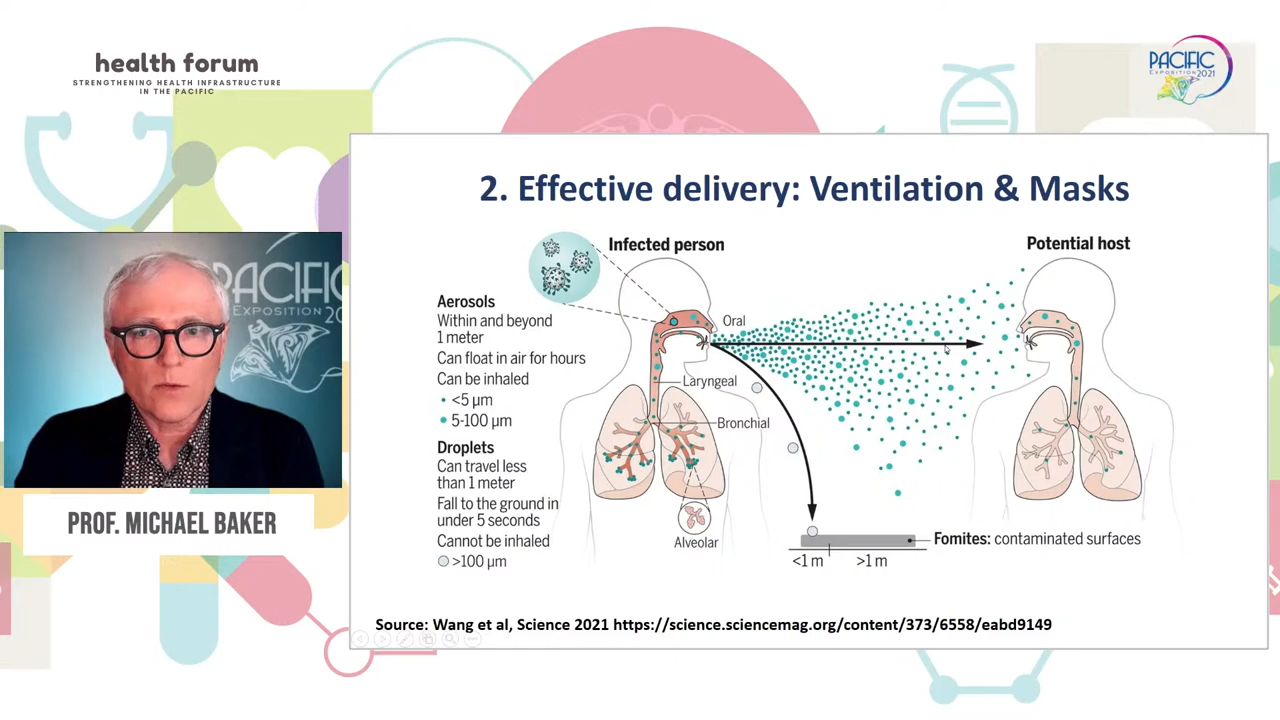 health forum
STRENGTHENING HEALTH INFRASTRUCTURE
IN THE PACIFIC
PACIFIC
EXPOSITION 2021
2. Effective delivery: Ventilation & Masks
Infected person
Potential host
Aerosols
Within and beyond
1 meter
Can float in air for hours
Can be inhaled
<5 µm
5-100 µm
Droplets
Can travel less
than 1 meter
Fall to the ground in
under 5 seconds
Cannot be inhaled
>100 µm
Oral
Laryngeal
Bronchial
Alveolar
Fomites: contaminated surfaces
<1 m
>1 m
Source: Wang et al, Science 2021 https://science.sciencemag.org/content/373/6558/eabd9149
PACIFIC
EXPOSITION 20
PROF. MICHAEL BAKER